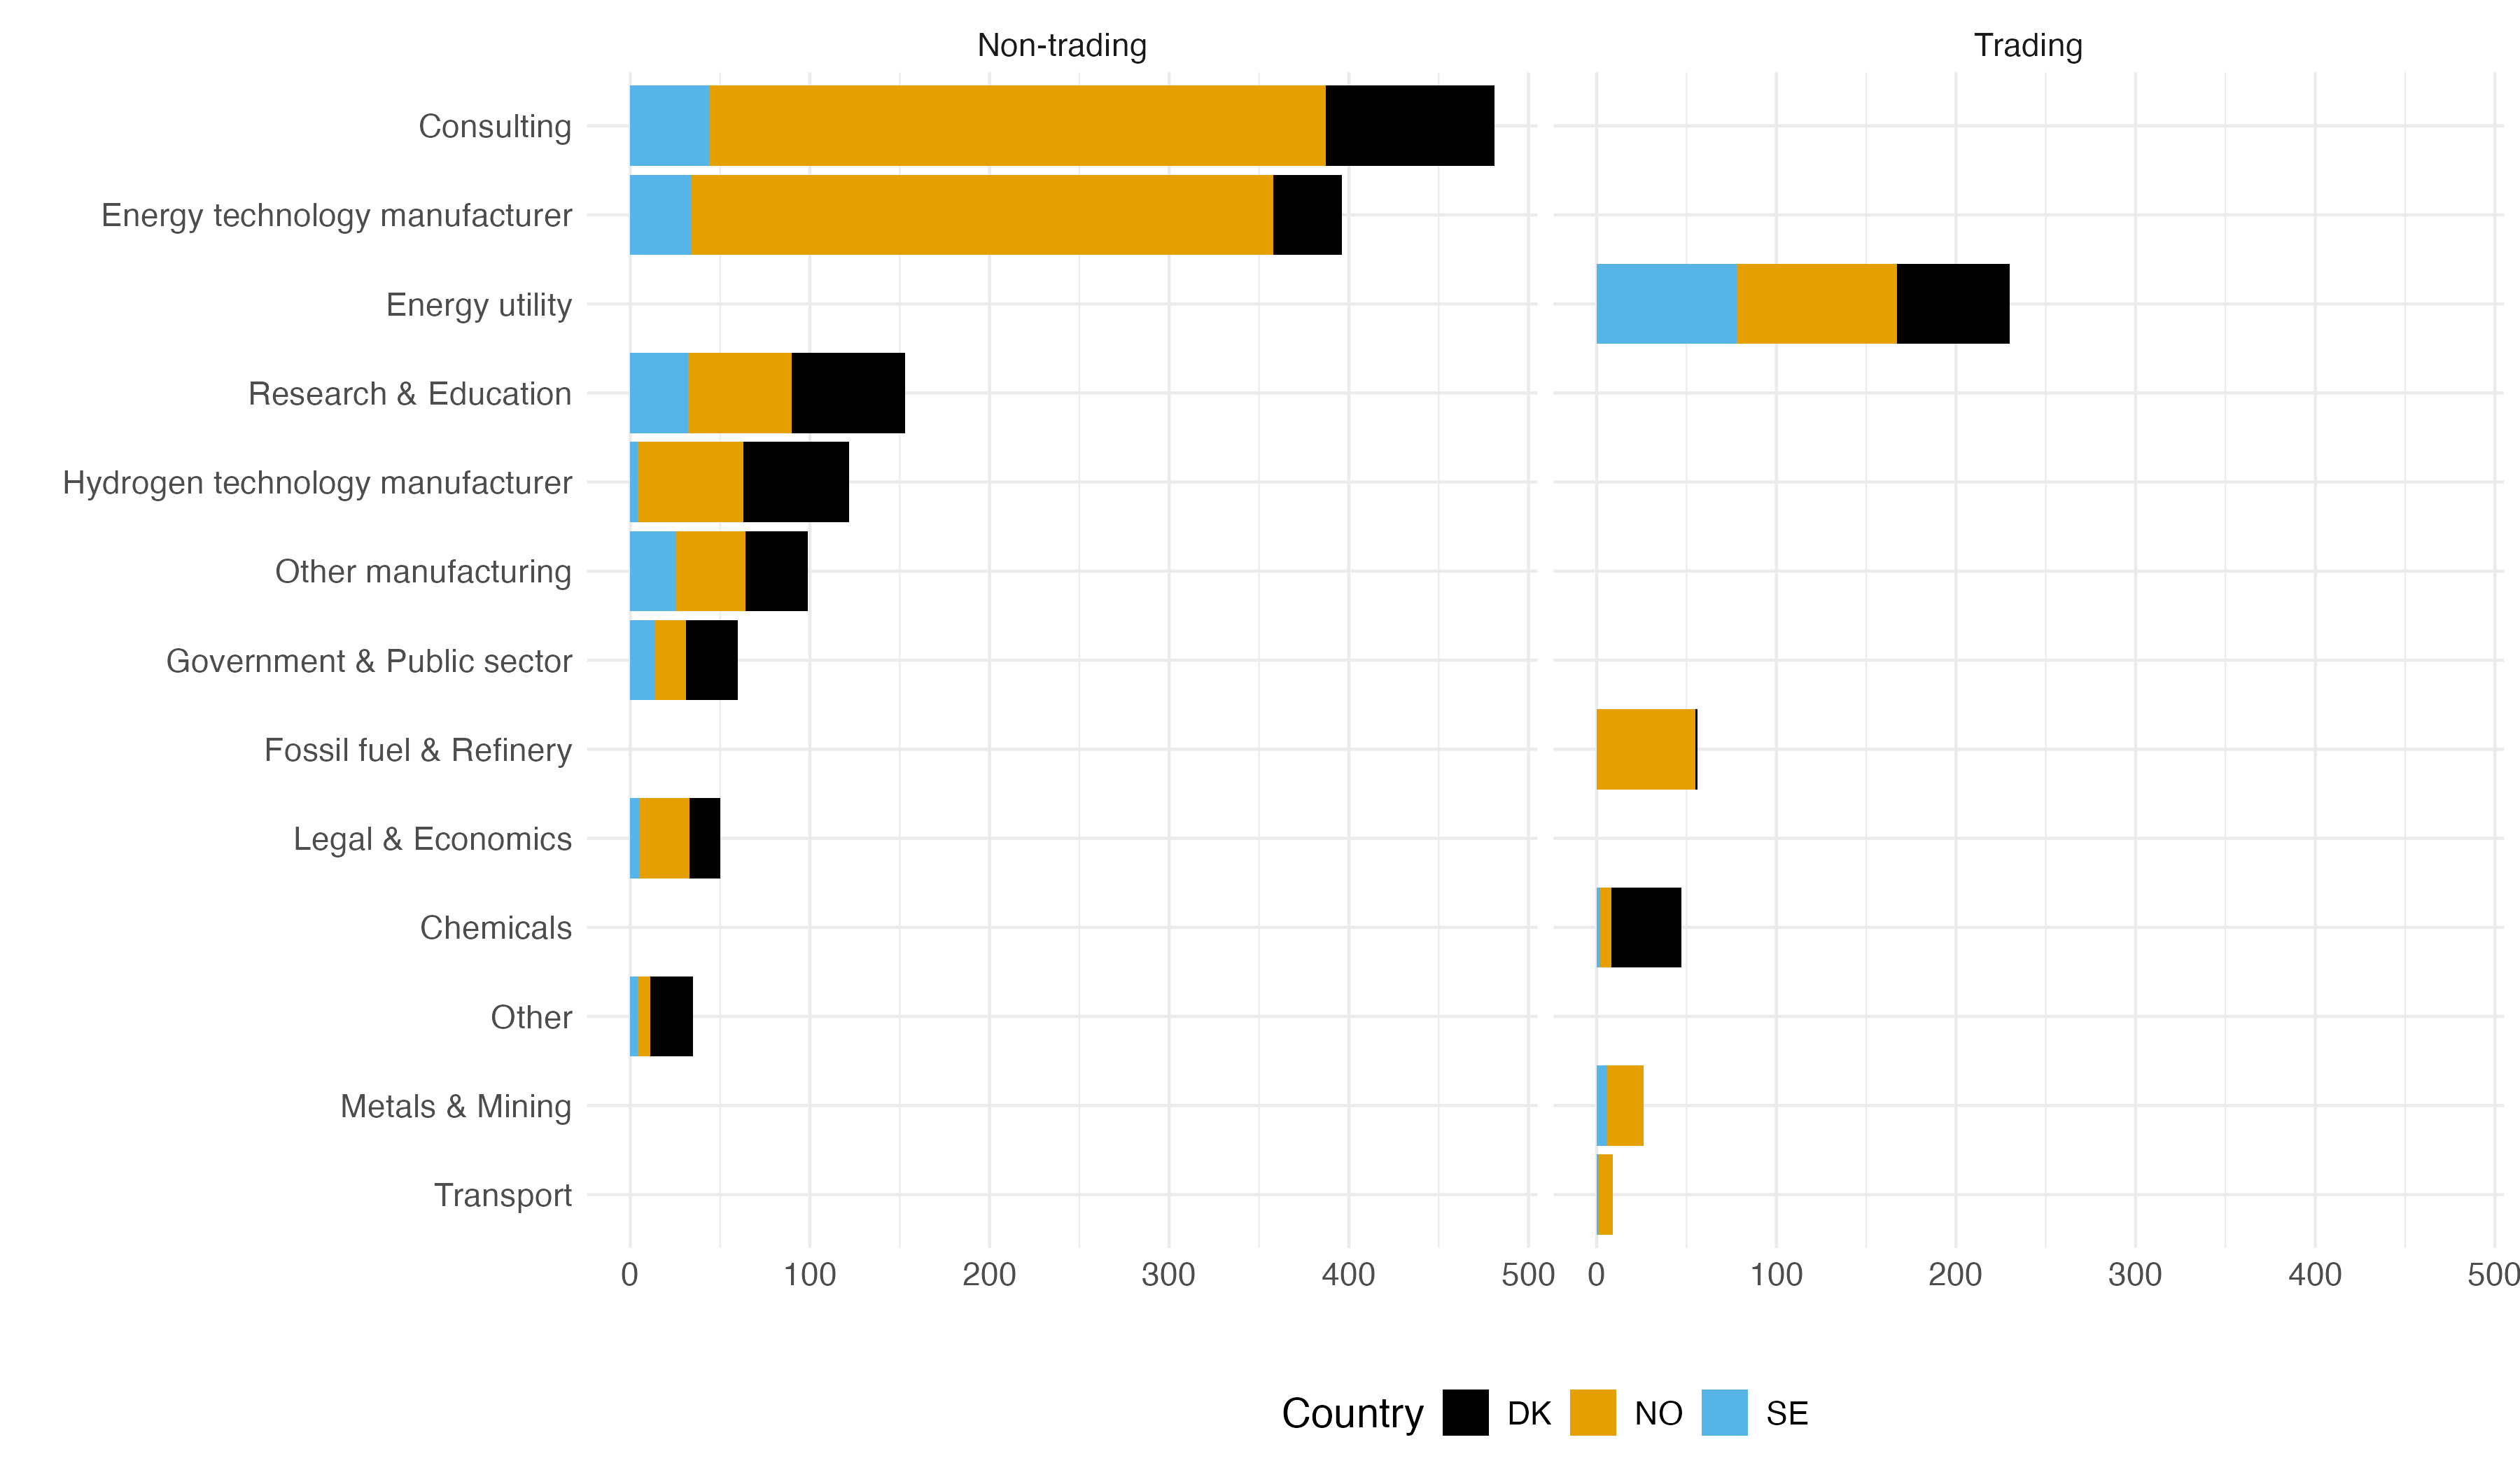 Non-trading
Trading
Consulting
Energy technology manufacturer
Energy utility
Research & Education
Hydrogen technology manufacturer
Other manufacturing
Government & Public sector
Fossil fuel & Refinery
Legal & Economics
Chemicals
Other
Metals & Mining
Transport
0 100 200 300 400 500 0 100 200 300 400 500
Country DK NO SE